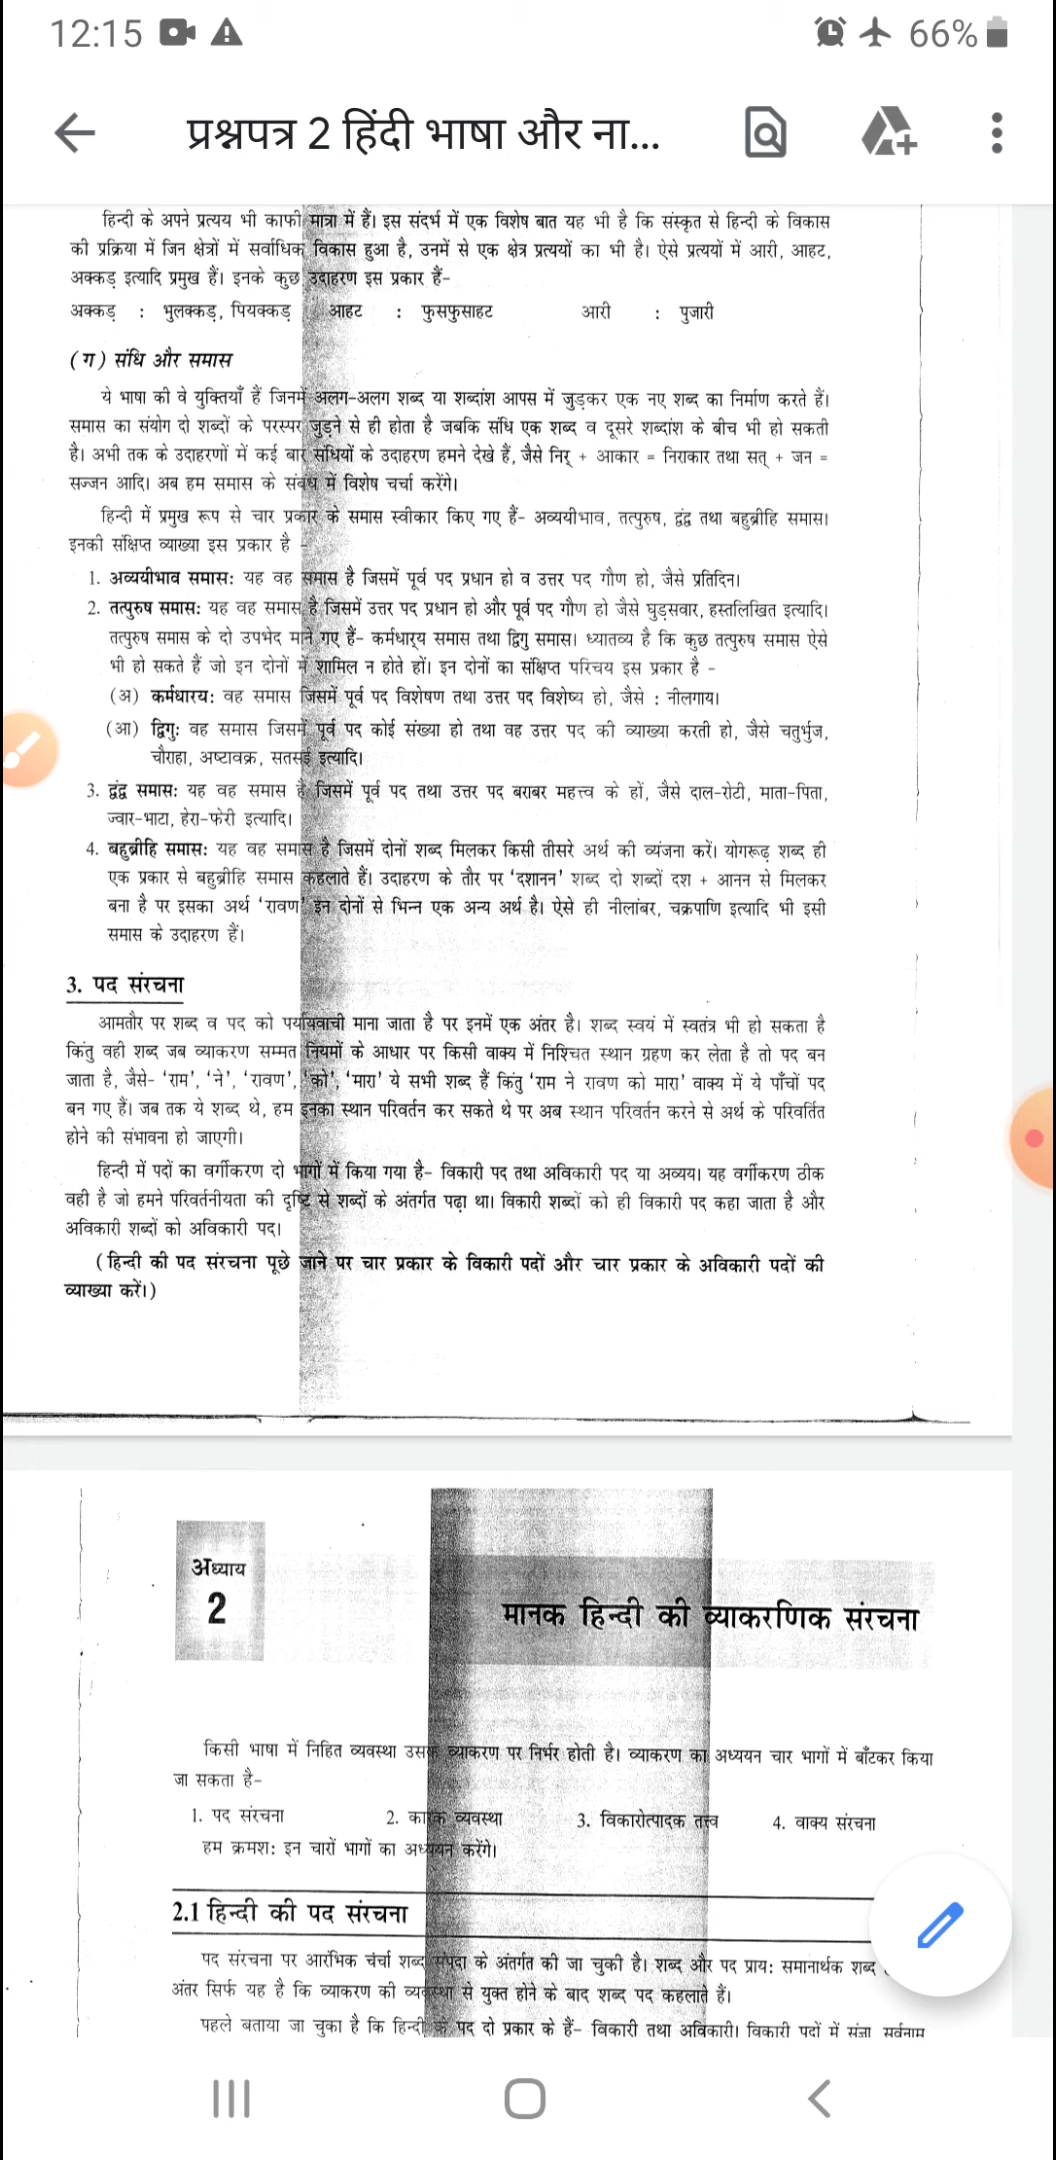 12:15
66%
प्रश्नपत्र 2 हिंदी भाषा और ना...
हिन्दी के अपने प्रत्यय भी काफी मात्रा में हैं। इस संदर्भ में एक विशेष बात यह भी है कि संस्कृत से हिन्दी के विकास
की प्रक्रिया में जिन क्षेत्रों में सर्वाधिक विकास हुआ है, उनमें से एक क्षेत्र प्रत्ययों का भी है। ऐसे प्रत्ययों में आरी, आहट,
अक्कड़ इत्यादि प्रमुख हैं। इनके कुछ उदाहरण इस प्रकार हैं-
अक्कड़ : भुलक्कड़, पियक्कड़ आहट : फुसफुसाहट आरी : पुजारी
(ग) संधि और समास
ये भाषा की वे युक्तियाँ हैं जिनमें अलग-अलग शब्द या शब्दांश आपस में जुड़कर एक नए शब्द का निर्माण करते हैं।
समास का संयोग दो शब्दों के परस्पर जुड़ने से ही होता है जबकि संधि एक शब्द व दूसरे शब्दांश के बीच भी हो सकती
है। अभी तक के उदाहरणों में कई बार संधियों के उदाहरण हमने देखे हैं, जैसे निर् + आकार = निराकार तथा सत् + जन =
सज्जन आदि। अब हम समास के संबंध में विशेष चर्चा करेंगे।
हिन्दी में प्रमुख रूप से चार प्रकार के समास स्वीकार किए गए हैं- अव्ययीभाव, तत्पुरुष, द्वंद्व तथा बहुब्रीहि समास।
इनकी संक्षिप्त व्याख्या इस प्रकार है -
1. अव्ययीभाव समास: यह वह समास है जिसमें पूर्व पद प्रधान हो व उत्तर पद गौण हो, जैसे प्रतिदिन।
2. तत्पुरुष समास: यह वह समास है जिसमें उत्तर पद प्रधान हो और पूर्व पद गौण हो जैसे घुड़सवार, हस्तलिखित इत्यादि।
तत्पुरुष समास के दो उपभेद माने गए हैं- कर्मधार्य समास तथा द्विगु समास। ध्यातव्य है कि कुछ तत्पुरुष समास ऐसे
भी हो सकते हैं जो इन दोनों में शामिल न होते हों। इन दोनों का संक्षिप्त परिचय इस प्रकार है -
(अ) कर्मधारय: वह समास जिसमें पूर्व पद विशेषण तथा उत्तर पद विशेष्य हो, जैसे : नीलगाय।
(आ) द्विगु: वह समास जिसमें पूर्व पद कोई संख्या हो तथा वह उत्तर पद की व्याख्या करती हो, जैसे चतुर्भुज,
चौराहा, अष्टावक्र, सतसई इत्यादि।
3. द्वंद्व समास: यह वह समास है जिसमें पूर्व पद तथा उत्तर पद बराबर महत्त्व के हों, जैसे दाल-रोटी, माता-पिता,
ज्वार-भाटा, हेरा-फेरी इत्यादि।
4. बहुब्रीहि समास: यह वह समास है जिसमें दोनों शब्द मिलकर किसी तीसरे अर्थ की व्यंजना करें। योगरूढ़ शब्द ही
एक प्रकार से बहुब्रीहि समास कहलाते हैं। उदाहरण के तौर पर 'दशानन' शब्द दो शब्दों दश + आनन से मिलकर
बना है पर इसका अर्थ 'रावण' इन दोनों से भिन्न एक अन्य अर्थ है। ऐसे ही नीलांबर, चक्रपाणि इत्यादि भी इसी
समास के उदाहरण हैं।
3. पद संरचना
आमतौर पर शब्द व पद को पर्यायवाची माना जाता है पर इनमें एक अंतर है। शब्द स्वयं में स्वतंत्र भी हो सकता है
किंतु वही शब्द जब व्याकरण सम्मत नियमों के आधार पर किसी वाक्य में निश्चित स्थान ग्रहण कर लेता है तो पद बन
जाता है, जैसे- 'राम', 'ने', 'रावण', 'को', 'मारा' ये सभी शब्द हैं किंतु 'राम ने रावण को मारा' वाक्य में ये पाँचों पद
बन गए हैं। जब तक ये शब्द थे, हम इनका स्थान परिवर्तन कर सकते थे पर अब स्थान परिवर्तन करने से अर्थ के परिवर्तित
होने की संभावना हो जाएगी।
हिन्दी में पदों का वर्गीकरण दो भागों में किया गया है- विकारी पद तथा अविकारी पद या अव्यय। यह वर्गीकरण ठीक
वही है जो हमने परिवर्तनीयता की दृष्टि से शब्दों के अंतर्गत पढ़ा था। विकारी शब्दों को ही विकारी पद कहा जाता है और
अविकारी शब्दों को अविकारी पद।
(हिन्दी की पद संरचना पूछे जाने पर चार प्रकार के विकारी पदों और चार प्रकार के अविकारी पदों की
व्याख्या करें।)
अध्याय
2
मानक हिन्दी की व्याकरणिक संरचना
किसी भाषा में निहित व्यवस्था उसके व्याकरण पर निर्भर होती है। व्याकरण का अध्ययन चार भागों में बाँटकर किया
जा सकता है-
1. पद संरचना 2. कारक व्यवस्था 3. विकारोत्पादक तत्त्व 4. वाक्य संरचना
हम क्रमश: इन चारों भागों का अध्ययन करेंगे।
2.1 हिन्दी की पद संरचना
पद संरचना पर आरंभिक चंर्चा शब्द संपदा के अंतर्गत की जा चुकी है। शब्द और पद प्राय: समानार्थक शब्द
अंतर सिर्फ यह है कि व्याकरण की व्यवस्था से युक्त होने के बाद शब्द पद कहलाते हैं।
पहले बताया जा चुका है कि हिन्दी के पद दो प्रकार के हैं- विकारी तथा अविकारी। विकारी पदों में संज्ञा, सर्वनाम